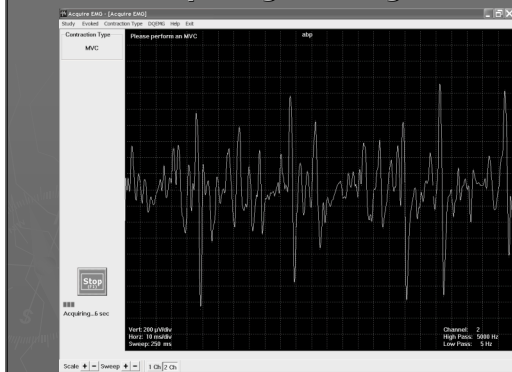 Acquire EMG - [Acquire EMG]
Study Evoked Contraction Type DQEMG Help Exit
Contraction Type
MVC
Please perform an MVC
abp
Stop
Acquiring...6 sec
Vert: 200 µV/div
Horz: 10 ms/div
Sweep: 250 ms
Channel: 2
High Pass: 5000 Hz
Low Pass: 5 Hz
Scale + - Sweep + - 1 Ch 2 Ch